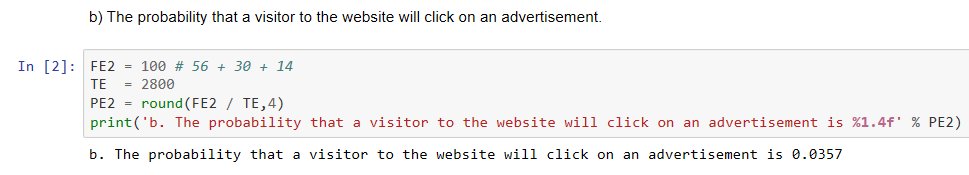 b) The probability that a visitor to the website will click on an advertisement.
In [2]: FE2 = 100 # 56 + 30 + 14
TE  = 2800
PE2 = round(FE2 / TE,4)
print('b. The probability that a visitor to the website will click on an advertisement is %1.4f' % PE2)
b. The probability that a visitor to the website will click on an advertisement is 0.0357